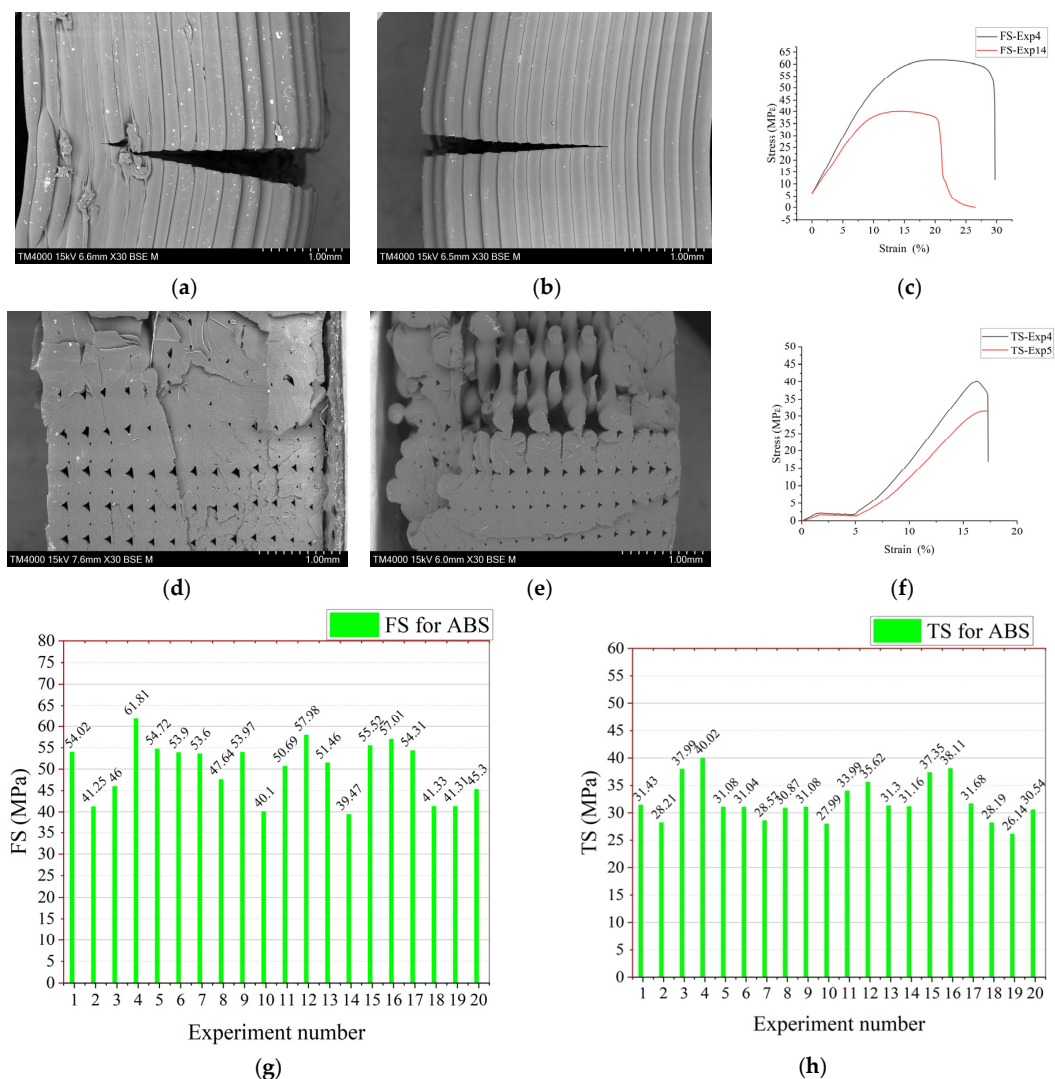 FS-Exp4
FS-Exp14
65
60
55
50
45
40
35
30
25
20
15
10
5
0
-5
Stress (MPa)
0 5 10 15 20 25 30
Strain (%)
TM4000 15kV 6.6mm X30 BSE M 1.00mm
TM4000 15kV 6.5mm X30 BSE M 1.00mm
(a) (b) (c)
TS-Exp4
TS-Exp5
50
45
40
35
30
25
20
15
10
5
0
Stress (MPa)
0 5 10 15 20
Strain (%)
TM4000 15kV 7.6mm X30 BSE M 1.00mm
TM4000 15kV 6.0mm X30 BSE M 1.00mm
(d) (e) (f)
FS for ABS
80
75
70
65
60
55
50
45
40
35
30
25
20
15
10
5
0
FS (MPa)
54.02 41.25 46 61.81 54.72 53.9 53.6 47.64 53.97 40.1 50.69 57.98 51.46 39.47 55.52 57.01 54.31 41.33 41.31 45.3
1 2 3 4 5 6 7 8 9 10 11 12 13 14 15 16 17 18 19 20
Experiment number
(g)
TS for ABS
60
55
50
45
40
35
30
25
20
15
10
5
0
TS (MPa)
31.43 28.21 37.99 40.02 31.08 31.04 28.57 30.87 31.08 27.99 33.99 35.62 31.3 31.16 37.35 38.11 31.68 28.19 26.14 30.54
1 2 3 4 5 6 7 8 9 10 11 12 13 14 15 16 17 18 19 20
Experiment number
(h)